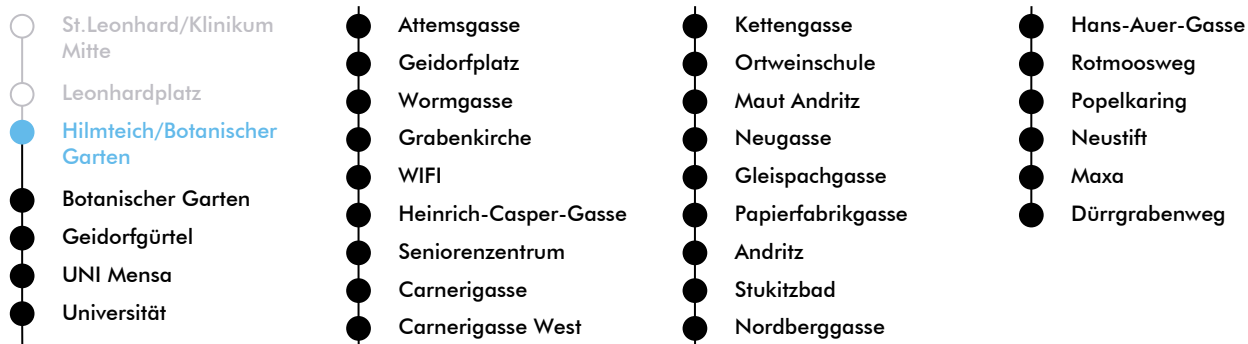 St.Leonhard/Klinikum
Mitte
Leonhardplatz
Hilmteich/Botanischer
Garten
Botanischer Garten
Geidorfgürtel
UNI Mensa
Universität
Attemsgasse
Geidorfplatz
Wormgasse
Grabenkirche
WIFI
Heinrich-Casper-Gasse
Seniorenzentrum
Carnerigasse
Carnerigasse West
Kettengasse
Ortweinschule
Maut Andritz
Neugasse
Gleispachgasse
Papierfabrikgasse
Andritz
Stukitzbad
Nordberggasse
Hans-Auer-Gasse
Rotmoosweg
Popelkaring
Neustift
Maxa
Dürrgrabenweg